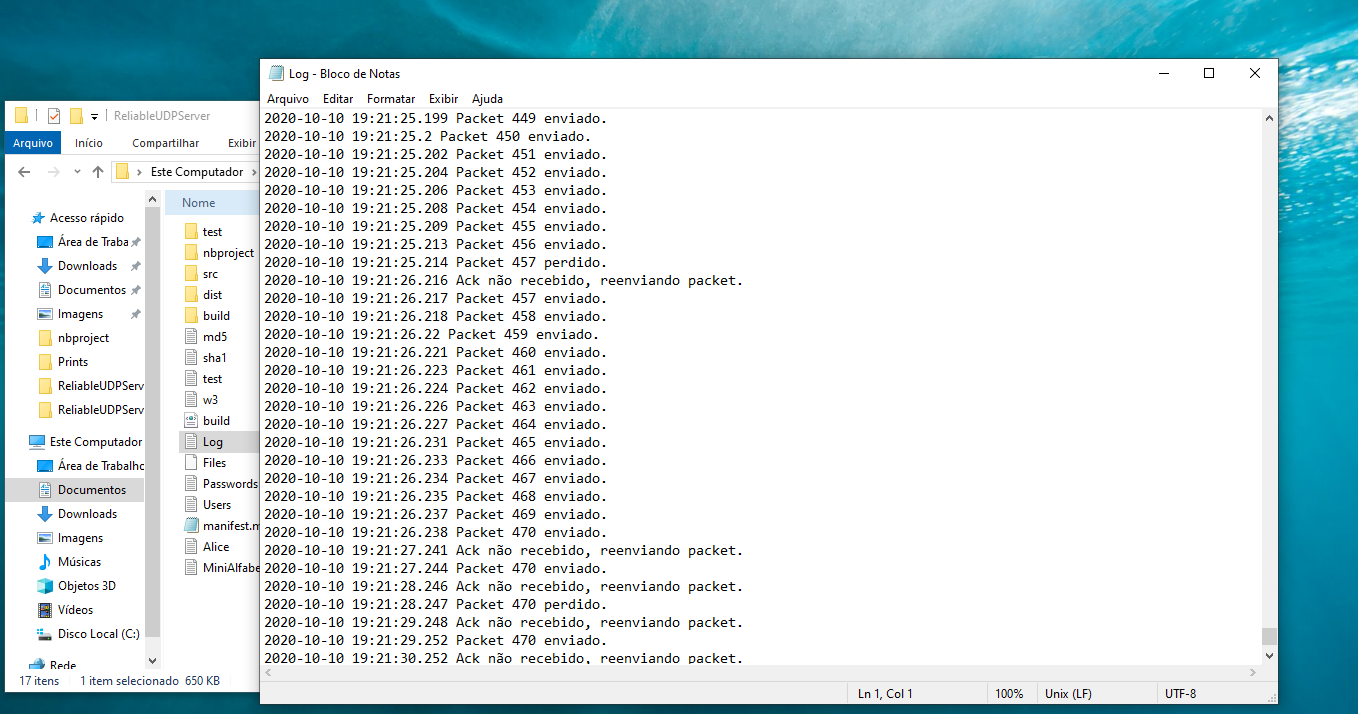 ReliableUDPServer
Arquivo
Início
Compartilhar
Exibir
Este Computador
Acesso rápido
Área de Traba
Downloads
Documentos
Imagens
nbproject
Prints
ReliableUDPServ
ReliableUDPServ
Este Computador
Área de Trabalho
Documentos
Downloads
Imagens
Músicas
Objetos 3D
Vídeos
Disco Local (C:)
Rede
Nome
test
nbproject
src
dist
build
md5
sha1
test
w3
build
Log
Files
Passwords
Users
manifest.m
Alice
MiniAlfabe
17 itens
1 item selecionado 650 KB
Log - Bloco de Notas
Arquivo Editar Formatar Exibir Ajuda
2020-10-10 19:21:25.199 Packet 449 enviado.
2020-10-10 19:21:25.2 Packet 450 enviado.
2020-10-10 19:21:25.202 Packet 451 enviado.
2020-10-10 19:21:25.204 Packet 452 enviado.
2020-10-10 19:21:25.206 Packet 453 enviado.
2020-10-10 19:21:25.208 Packet 454 enviado.
2020-10-10 19:21:25.209 Packet 455 enviado.
2020-10-10 19:21:25.213 Packet 456 enviado.
2020-10-10 19:21:25.214 Packet 457 perdido.
2020-10-10 19:21:26.216 Ack não recebido, reenviando packet.
2020-10-10 19:21:26.217 Packet 457 enviado.
2020-10-10 19:21:26.218 Packet 458 enviado.
2020-10-10 19:21:26.22 Packet 459 enviado.
2020-10-10 19:21:26.221 Packet 460 enviado.
2020-10-10 19:21:26.223 Packet 461 enviado.
2020-10-10 19:21:26.224 Packet 462 enviado.
2020-10-10 19:21:26.226 Packet 463 enviado.
2020-10-10 19:21:26.227 Packet 464 enviado.
2020-10-10 19:21:26.231 Packet 465 enviado.
2020-10-10 19:21:26.233 Packet 466 enviado.
2020-10-10 19:21:26.234 Packet 467 enviado.
2020-10-10 19:21:26.235 Packet 468 enviado.
2020-10-10 19:21:26.237 Packet 469 enviado.
2020-10-10 19:21:26.238 Packet 470 enviado.
2020-10-10 19:21:27.241 Ack não recebido, reenviando packet.
2020-10-10 19:21:27.244 Packet 470 enviado.
2020-10-10 19:21:28.246 Ack não recebido, reenviando packet.
2020-10-10 19:21:28.247 Packet 470 perdido.
2020-10-10 19:21:29.248 Ack não recebido, reenviando packet.
2020-10-10 19:21:29.252 Packet 470 enviado.
2020-10-10 19:21:30.252 Ack não recebido, reenviando packet.
Ln 1, Col 1
100%
Unix (LF)
UTF-8